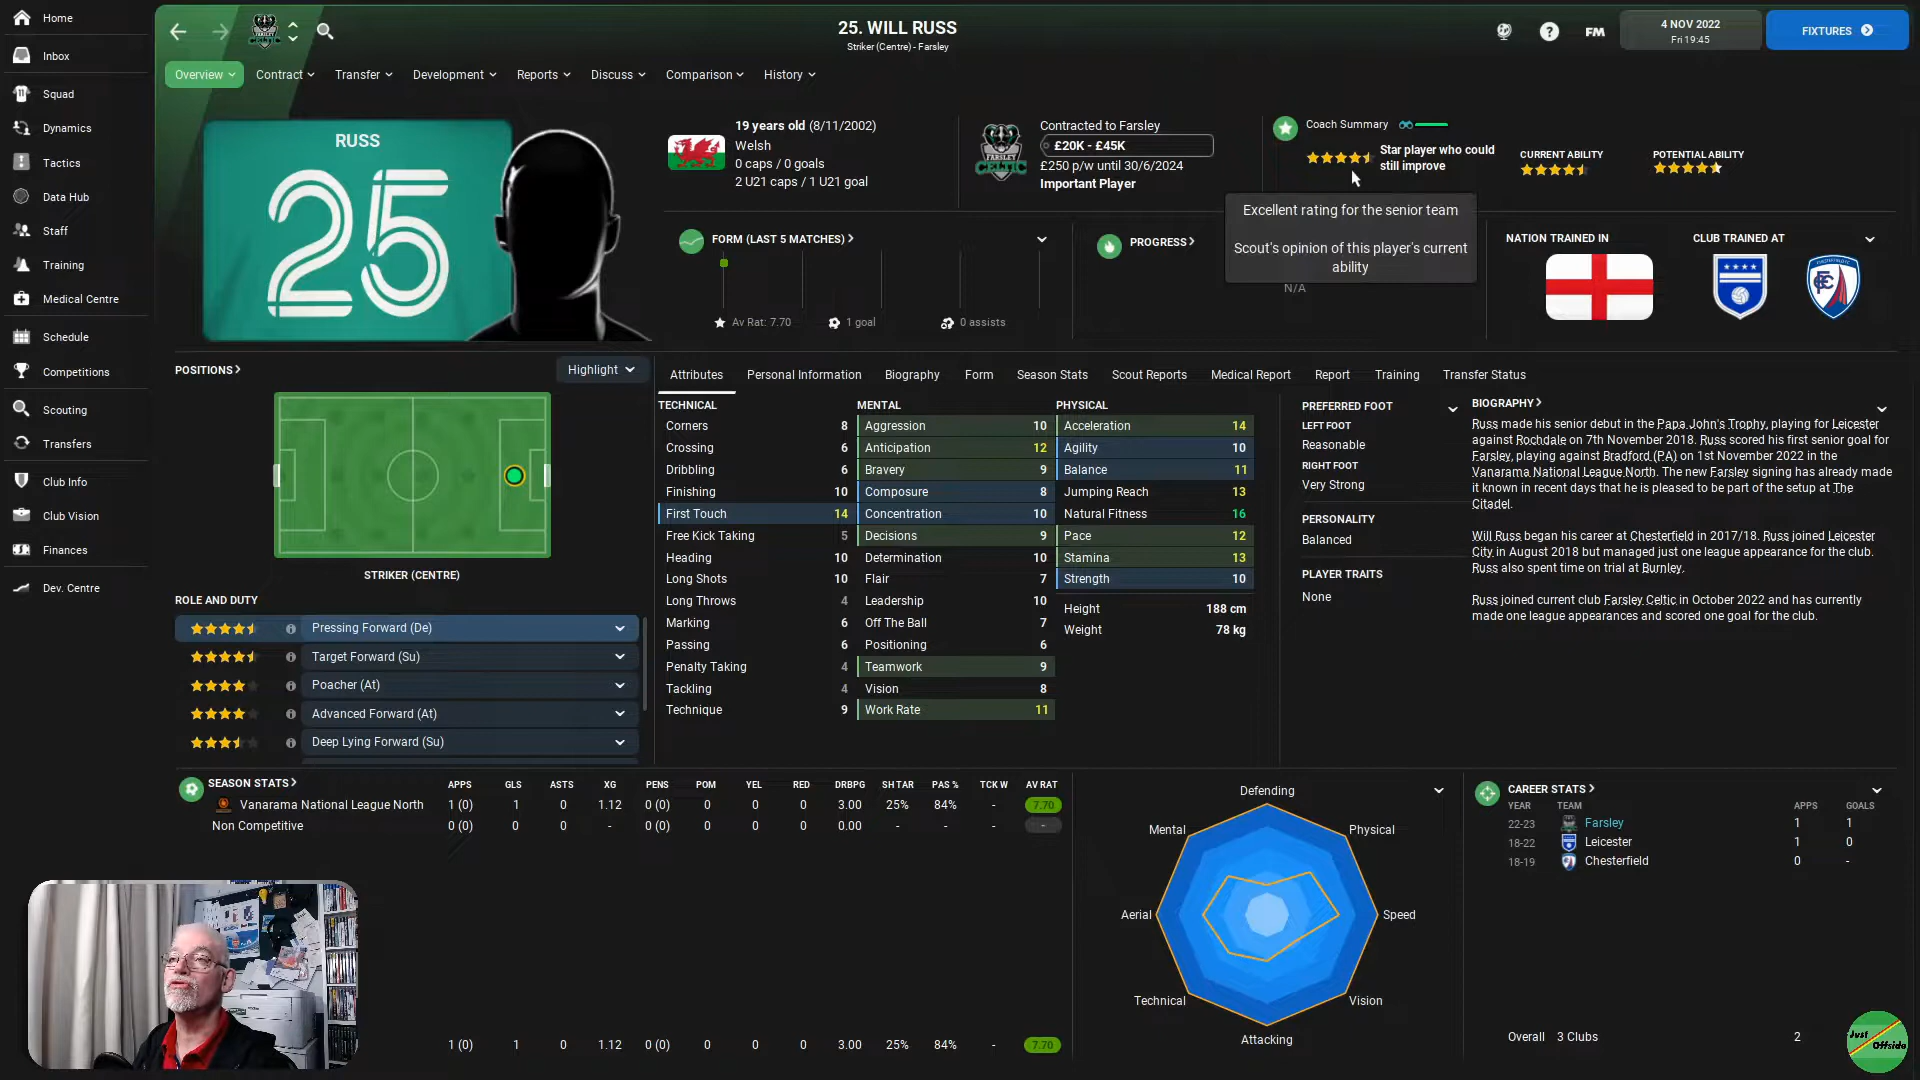 Home
Inbox
Squad
Dynamics
Tactics
Data Hub
Staff
Training
Medical Centre
Schedule
Competitions
Scouting
Transfers
Club Info
Club Vision
Finances
Dev. Centre
25. WILL RUSS
Striker (Centre) - Farsley
FM
4 NOV 2022
Fri 19:45
FIXTURES
Overview
Contract
Transfer
Development
Reports
Discuss
Comparison
History
RUSS
25
19 years old (8/11/2002)
Welsh
0 caps / 0 goals
2 U21 caps / 1 U21 goal
FARSLEY
CELTIC
Contracted to Farsley
£20K - £45K
£250 p/w until 30/6/2024
Important Player
Coach Summary
Star player who could
still improve
CURRENT ABILITY
POTENTIAL ABILITY
Excellent rating for the senior team
Scout's opinion of this player's current
ability
FORM (LAST 5 MATCHES)
Av Rat: 7.70
1 goal
0 assists
PROGRESS
N/A
NATION TRAINED IN
CLUB TRAINED AT
POSITIONS
Highlight
STRIKER (CENTRE)
ROLE AND DUTY
Pressing Forward (De)
Target Forward (Su)
Poacher (At)
Advanced Forward (At)
Deep Lying Forward (Su)
Attributes
Personal Information
Biography
Form
Season Stats
Scout Reports
Medical Report
Report
Training
Transfer Status
TECHNICAL
Corners 8
Crossing 6
Dribbling 6
Finishing 10
First Touch 14
Free Kick Taking 5
Heading 10
Long Shots 10
Long Throws 4
Marking 6
Passing 6
Penalty Taking 4
Tackling 4
Technique 9
MENTAL
Aggression 10
Anticipation 12
Bravery 9
Composure 8
Concentration 10
Decisions 9
Determination 10
Flair 7
Leadership 10
Off The Ball 7
Positioning 6
Teamwork 9
Vision 8
Work Rate 11
PHYSICAL
Acceleration 14
Agility 10
Balance 11
Jumping Reach 13
Natural Fitness 16
Pace 12
Stamina 13
Strength 10
Height 188 cm
Weight 78 kg
PREFERRED FOOT
LEFT FOOT
Reasonable
RIGHT FOOT
Very Strong
PERSONALITY
Balanced
PLAYER TRAITS
None
BIOGRAPHY
Russ made his senior debut in the Papa John's Trophy, playing for Leicester
against Rochdale on 7th November 2018. Russ scored his first senior goal for
Farsley, playing against Bradford (PA) on 1st November 2022 in the
Vanarama National League North. The new Farsley signing has already made
it known in recent days that he is pleased to be part of the setup at The
Citadel.
Will Russ began his career at Chesterfield in 2017/18. Russ joined Leicester
City in August 2018 but managed just one league appearance for the club.
Russ also spent time on trial at Burnley.
Russ joined current club Farsley Celtic in October 2022 and has currently
made one league appearances and scored one goal for the club.
SEASON STATS
APPS GLS ASTS XG PENS POM YEL RED DRBPG SH TAR PAS % TCK W AV RAT
Vanarama National League North 1 (0) 1 0 1.12 0 (0) 0 0 0 3.00 25% 84% - 7.70
Non Competitive 0 (0) 0 0 - 0 (0) 0 0 0 0.00 - - - -
1 (0) 1 0 1.12 0 (0) 0 0 0 3.00 25% 84% - 7.70
Defending
Physical
Speed
Vision
Attacking
Technical
Aerial
Mental
CAREER STATS
YEAR TEAM APPS GOALS
22-23 Farsley 1 1
18-22 Leicester 1 0
18-19 Chesterfield 0 -
Overall 3 Clubs 2
Just
Offside